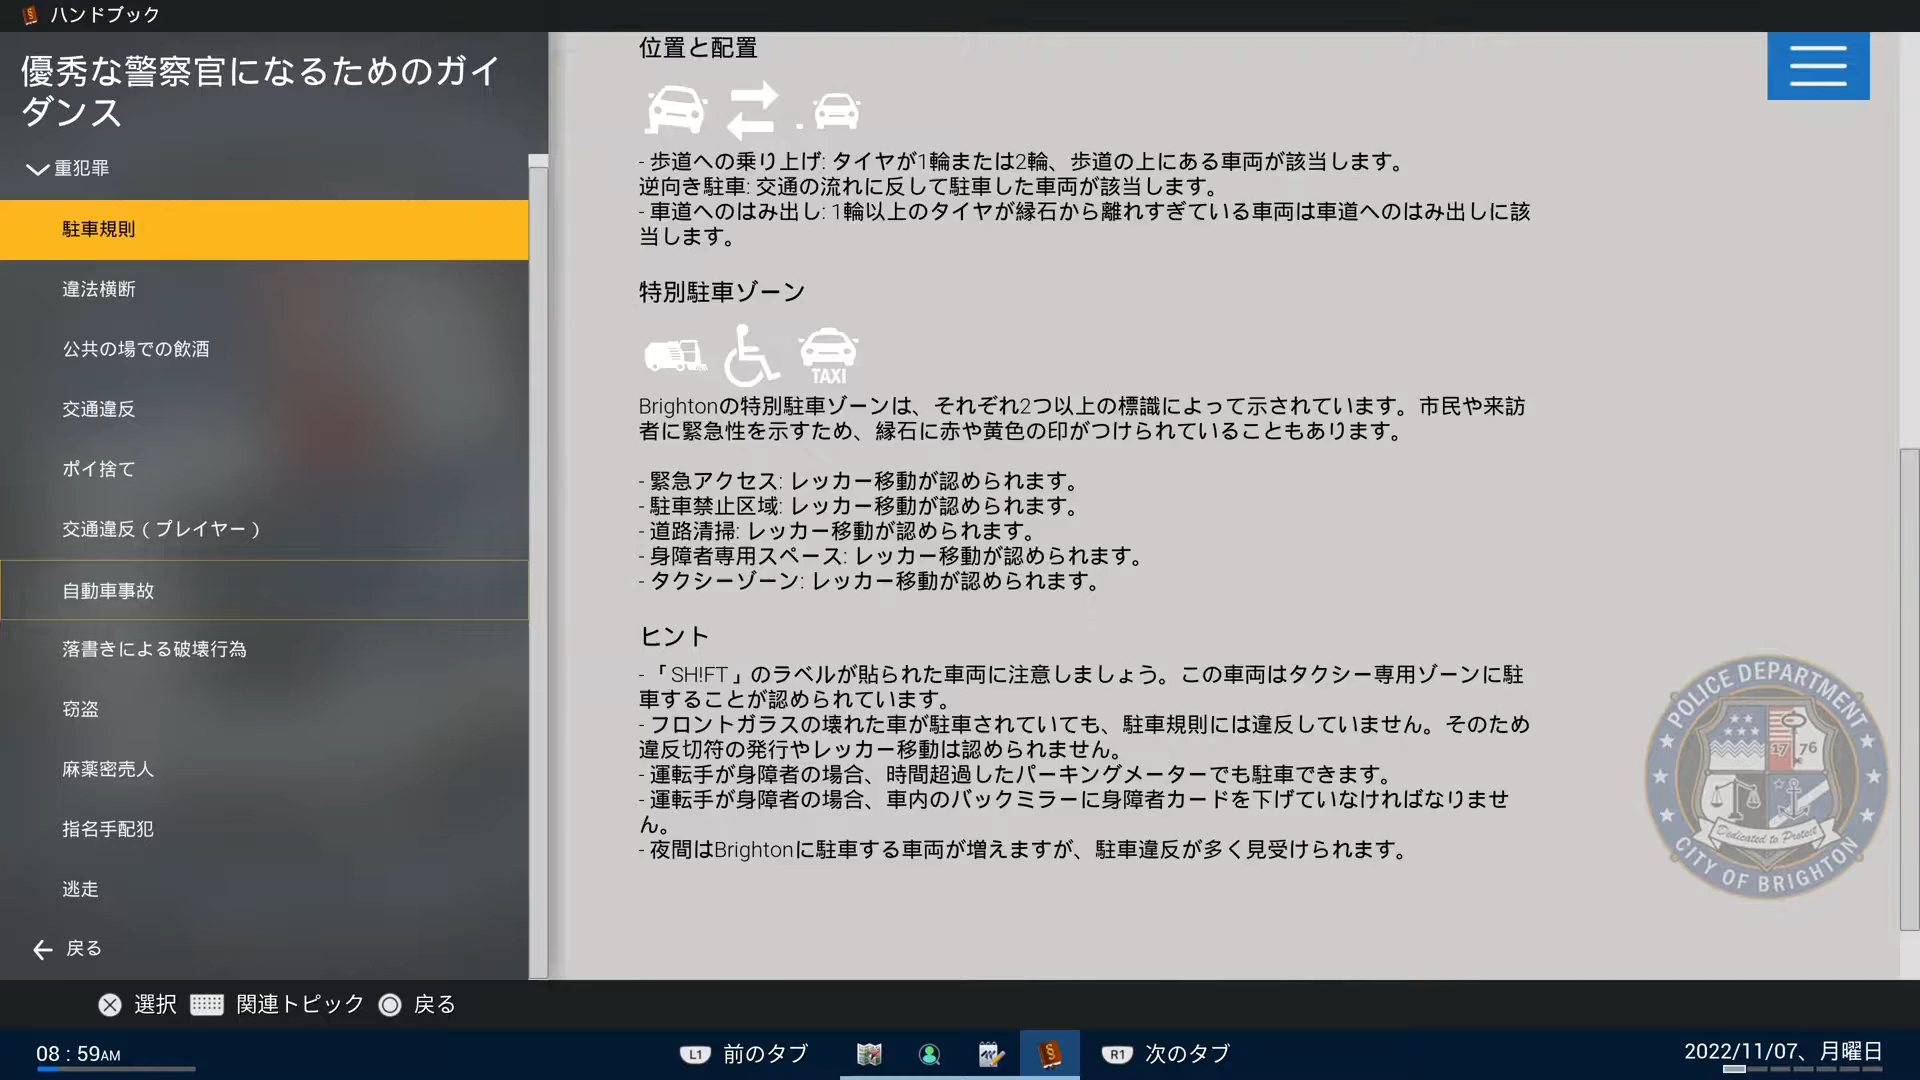 ハンドブック
優秀な警察官になるためのガイ
ダンス
重犯罪
駐車規則
違法横断
公共の場での飲酒
交通違反
ポイ捨て
交通違反（プレイヤー）
自動車事故
落書きによる破壊行為
窃盗
麻薬密売人
指名手配犯
逃走
戻る
位置と配置
- 歩道への乗り上げ: タイヤが1輪または2輪、歩道の上にある車両が該当します。
逆向き駐車: 交通の流れに反して駐車した車両が該当します。
- 車道へのはみ出し: 1輪以上のタイヤが縁石から離れすぎている車両は車道へのはみ出しに該
当します。
特別駐車ゾーン
TAXI
Brightonの特別駐車ゾーンは、それぞれ2つ以上の標識によって示されています。市民や来訪
者に緊急性を示すため、縁石に赤や黄色の印がつけられていることもあります。
- 緊急アクセス: レッカー移動が認められます。
- 駐車禁止区域: レッカー移動が認められます。
- 道路清掃: レッカー移動が認められます。
- 身障者専用スペース: レッカー移動が認められます。
- タクシーゾーン: レッカー移動が認められます。
ヒント
- 「SH!FT」のラベルが貼られた車両に注意しましょう。この車両はタクシー専用ゾーンに駐
車することが認められています。
- フロントガラスの壊れた車が駐車されていても、駐車規則には違反していません。そのため
違反切符の発行やレッカー移動は認められません。
- 運転手が身障者の場合、時間超過したパーキングメーターでも駐車できます。
- 運転手が身障者の場合、車内のバックミラーに身障者カードを下げていなければなりませ
ん。
- 夜間はBrightonに駐車する車両が増えますが、駐車違反が多く見受けられます。
POLICE DEPARTMENT
17 76
Dedicated to Protect
CITY OF BRIGHTON
選択 関連トピック 戻る
08 : 59AM
L1 前のタブ
R1 次のタブ
2022/11/07、月曜日